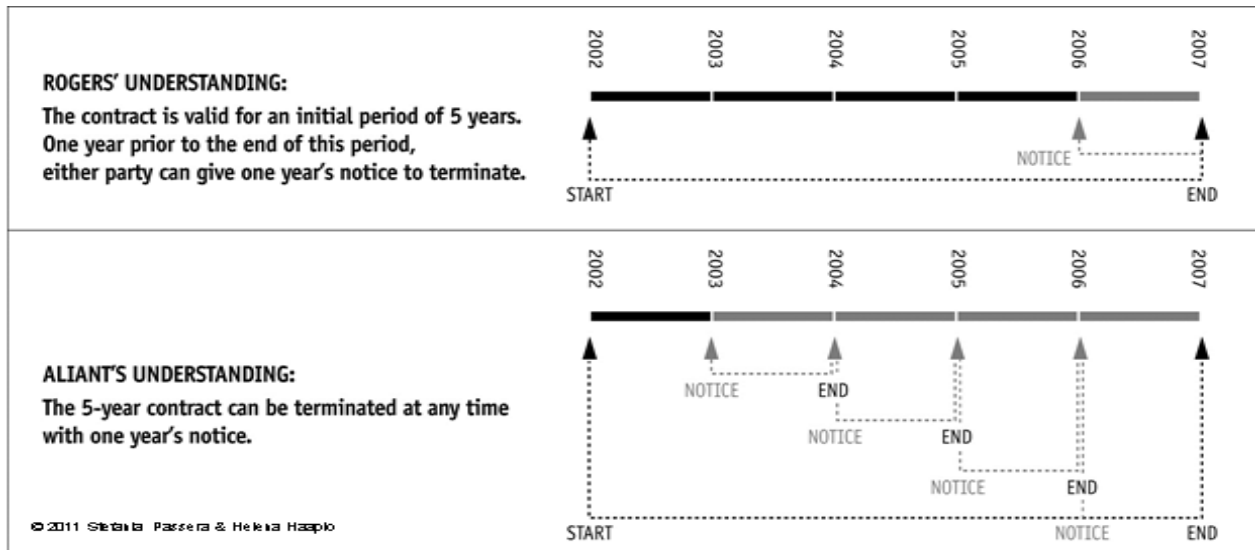 2002 2003 2004 2005 2006 2007
ROGERS' UNDERSTANDING:
The contract is valid for an initial period of 5 years.
One year prior to the end of this period,
either party can give one year's notice to terminate.
NOTICE
START END
2002 2003 2004 2005 2006 2007
ALIANT'S UNDERSTANDING:
The 5-year contract can be terminated at any time
with one year's notice.
NOTICE END
NOTICE END
NOTICE END
START NOTICE END
© 2011 Stefania Passera & Helena Haapio